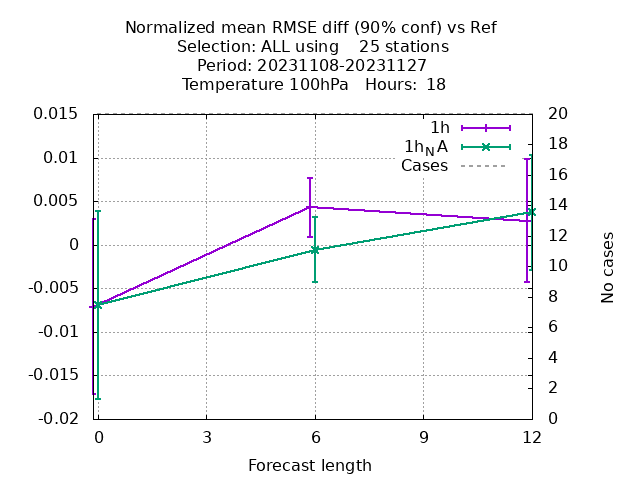 Normalized mean RMSE diff (90% conf) vs Ref
Selection: ALL using 25 stations
Period: 20231108-20231127
Temperature 100hPa Hours: 18
0.015
0.01
0.005
0
-0.005
-0.01
-0.015
-0.02
20
18
16
14
12
10
8
6
4
2
0
1h
1h_N A
Cases
No cases
0 3 6 9 12
Forecast length